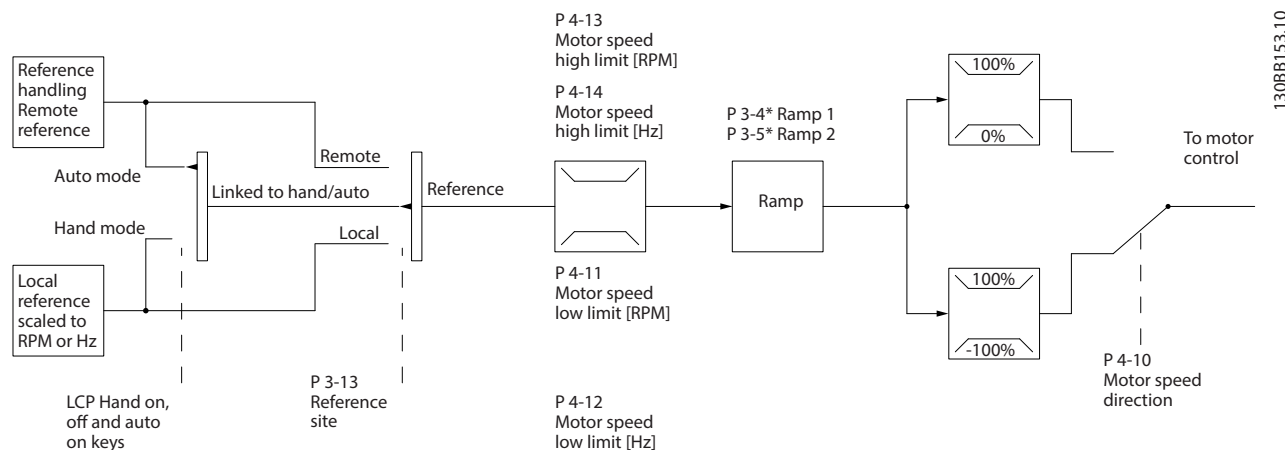 P 4-13
Motor speed
high limit [RPM]
P 4-14
Motor speed
high limit [Hz]
130BB153.10
Reference
handling
Remote
reference
Auto mode
Hand mode
Local
reference
scaled to
RPM or Hz
LCP Hand on,
off and auto
on keys
Linked to hand/auto
Remote
Local
P 3-13
Reference
site
Reference
P 4-11
Motor speed
low limit [RPM]
P 4-12
Motor speed
low limit [Hz]
P 3-4* Ramp 1
P 3-5* Ramp 2
Ramp
100%
0%
100%
-100%
To motor
control
P 4-10
Motor speed
direction